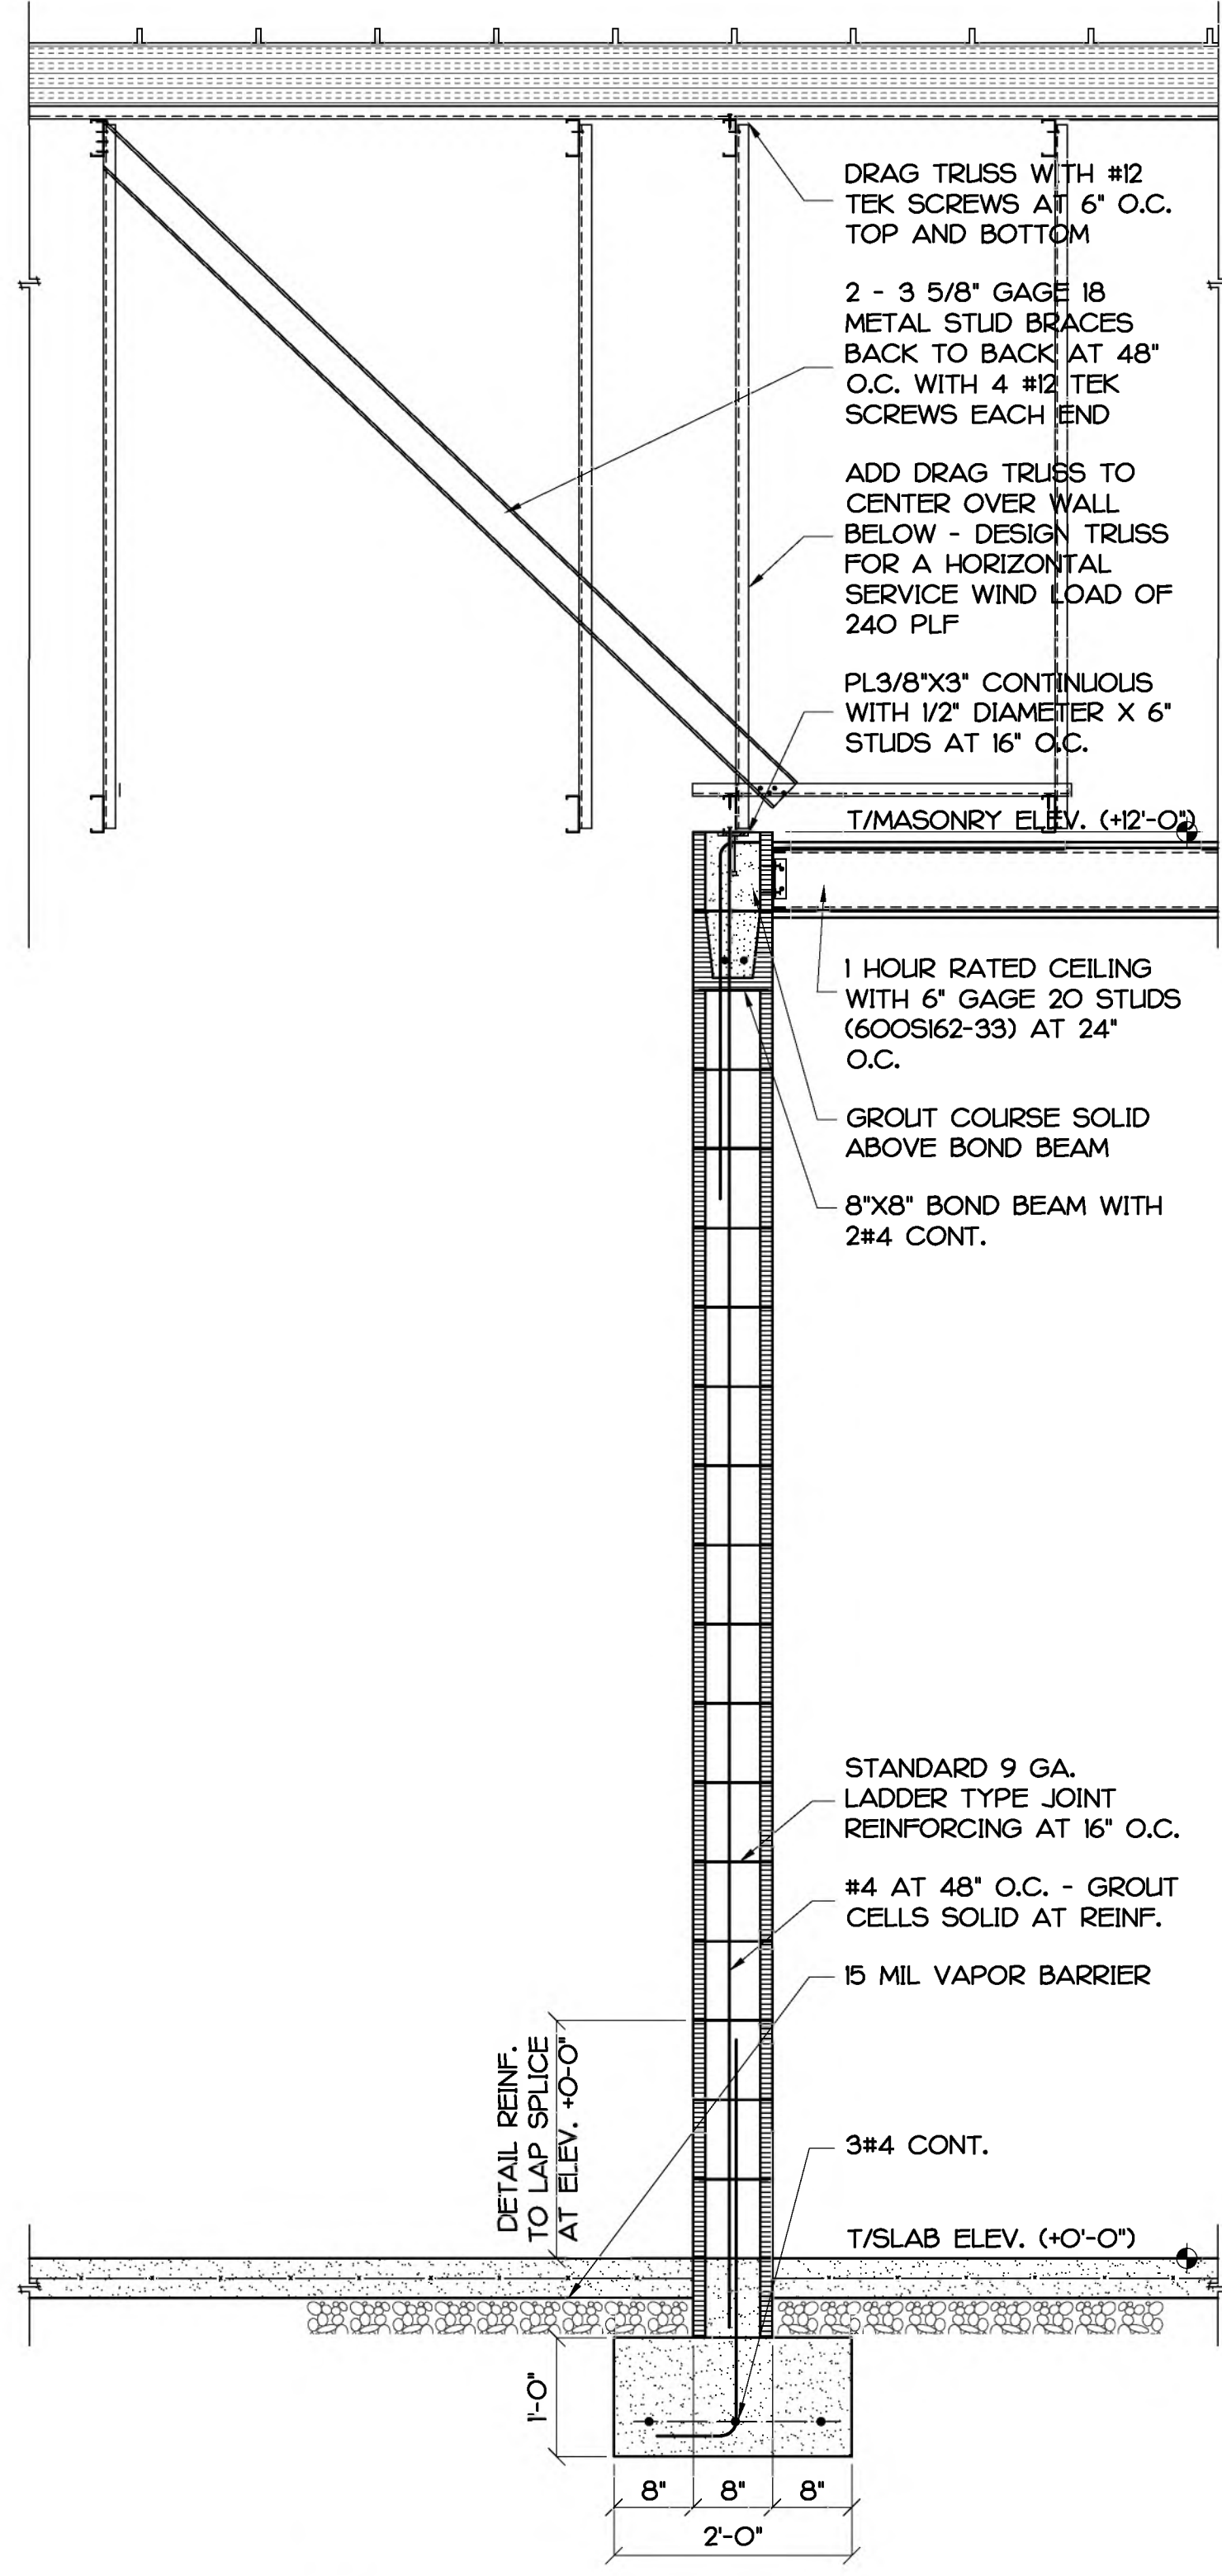 DRAG TRUSS WITH #12
TEK SCREWS AT 6" O.C.
TOP AND BOTTOM
2 - 3 5/8" GAGE 18
METAL STUD BRACES
BACK TO BACK AT 48"
O.C. WITH 4 #12 TEK
SCREWS EACH END
ADD DRAG TRUSS TO
CENTER OVER WALL
BELOW - DESIGN TRUSS
FOR A HORIZONTAL
SERVICE WIND LOAD OF
240 PLF
PL3/8"X3" CONTINUOUS
WITH 1/2" DIAMETER X 6"
STUDS AT 16" O.C.
T/MASONRY ELEV. (+12'-0")
1 HOUR RATED CEILING
WITH 6" GAGE 20 STUDS
(600S162-33) AT 24"
O.C.
GROUT COURSE SOLID
ABOVE BOND BEAM
8"X8" BOND BEAM WITH
2#4 CONT.
STANDARD 9 GA.
LADDER TYPE JOINT
REINFORCING AT 16" O.C.
#4 AT 48" O.C. - GROUT
CELLS SOLID AT REINF.
15 MIL VAPOR BARRIER
DETAIL REINF.
TO LAP SPLICE
AT ELEV. +0-0"
3#4 CONT.
T/SLAB ELEV. (+0'-0")
1'-0"
8" 8" 8"
2'-0"